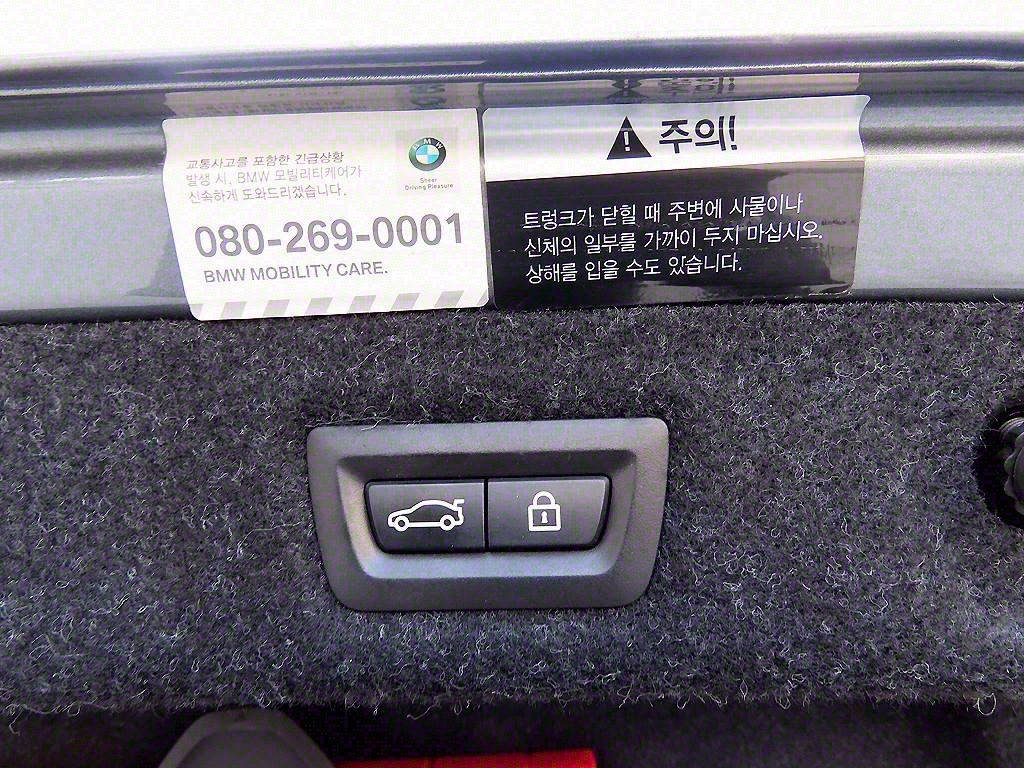 교통사고를 포함한 긴급상황
발생 시, BMW 모빌리티케어가
신속하게 도와드리겠습니다.
BMW
Sheer
Driving Pleasure
080-269-0001
BMW MOBILITY CARE.
주의!
트렁크가 닫힐 때 주변에 사물이나
신체의 일부를 가까이 두지 마십시오.
상해를 입을 수도 있습니다.